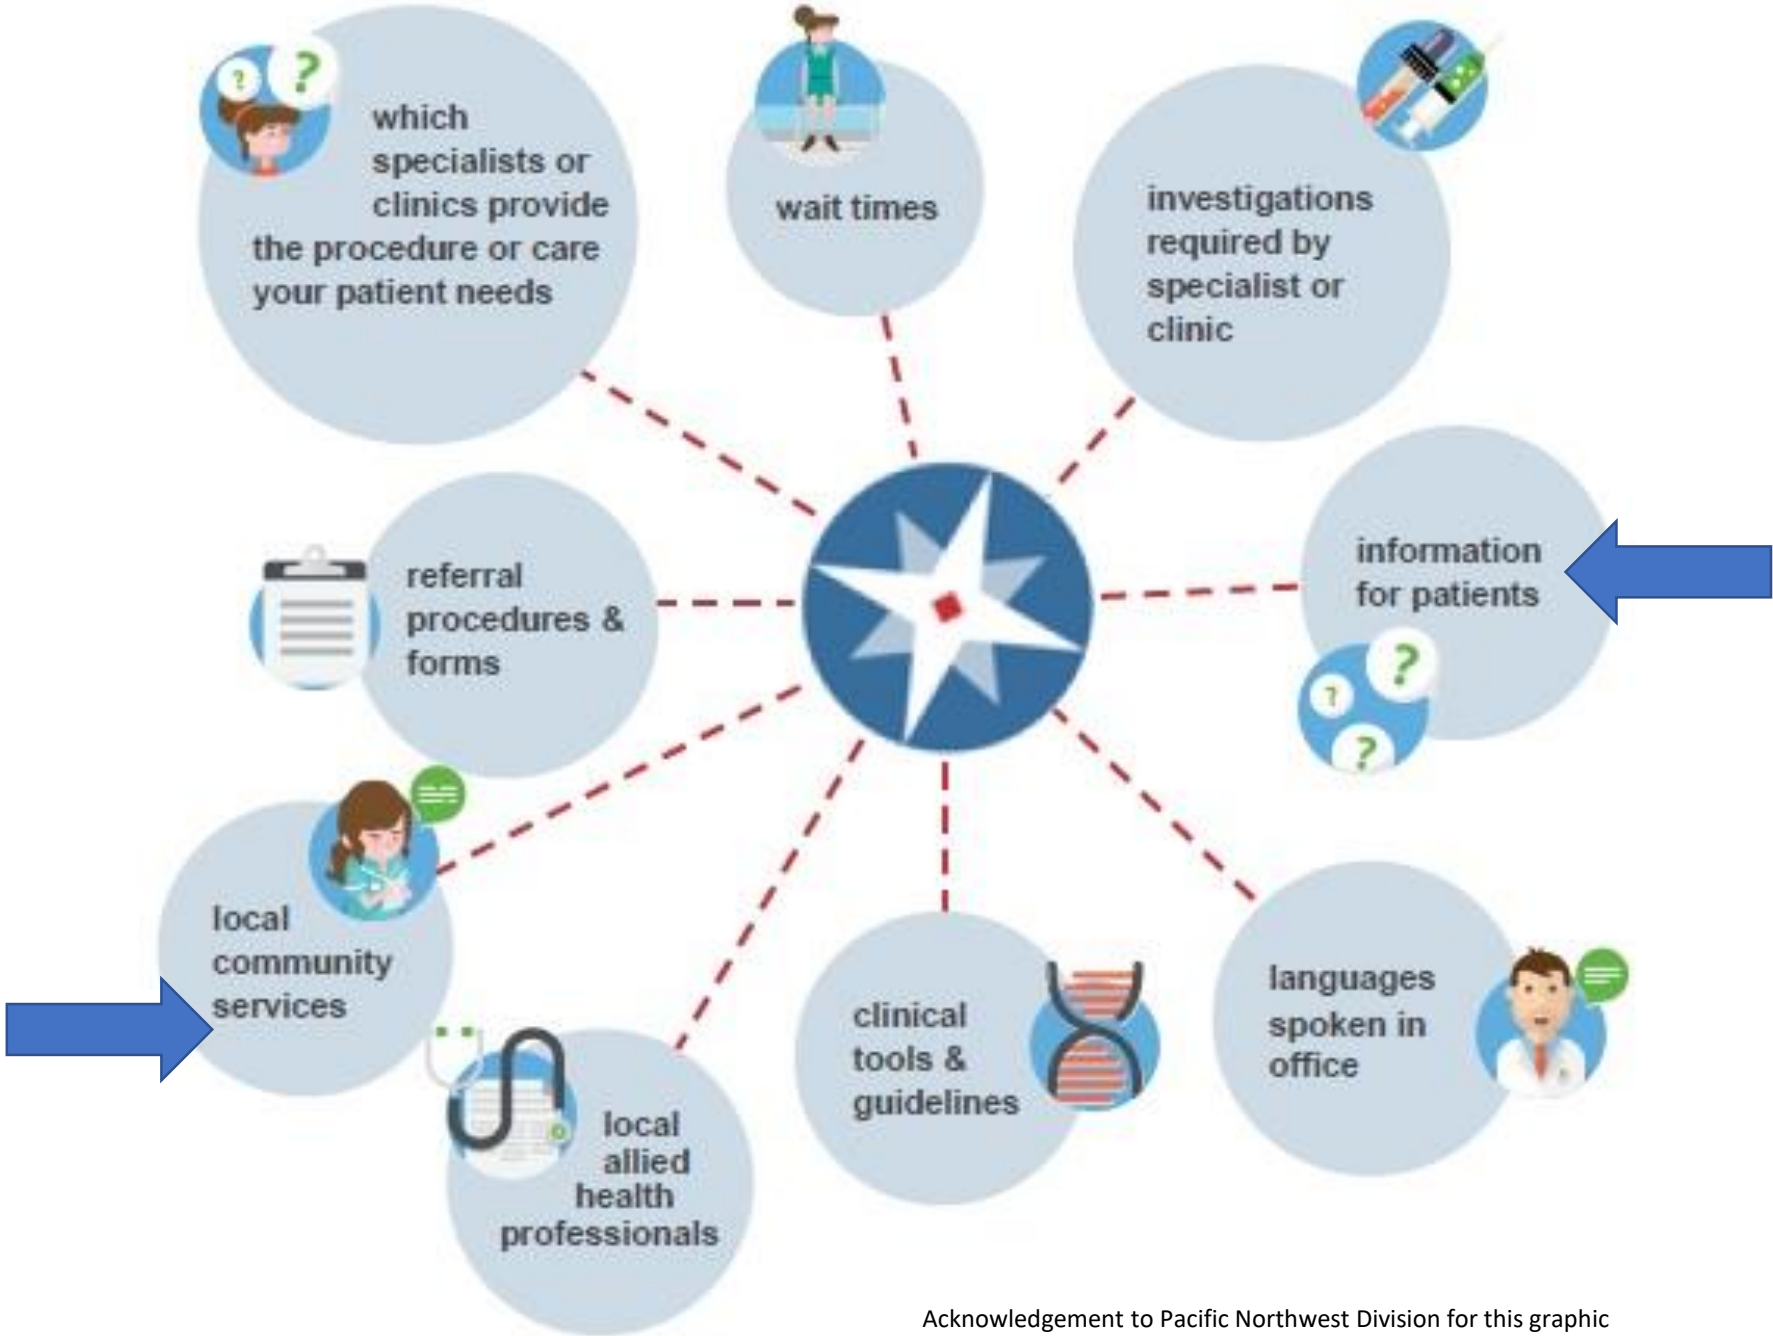 which
specialists or
clinics provide
the procedure or care
your patient needs
wait times
investigations
required by
specialist or
clinic
referral
procedures &
forms
information
for patients
local
community
services
local
allied
health
professionals
clinical
tools &
guidelines
languages
spoken in
office
? ?
?
?
?
Acknowledgement to Pacific Northwest Division for this graphic